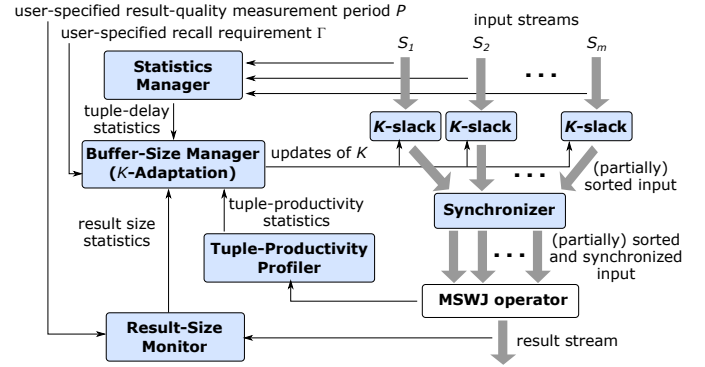 user-specified result-quality measurement period P
user-specified recall requirement Γ
input streams
S1
S2
. . .
Sm
Statistics
Manager
tuple-delay
statistics
K-slack
K-slack
K-slack
Buffer-Size Manager
(K-Adaptation)
updates of K
. . .
(partially)
sorted input
tuple-productivity
statistics
result size
statistics
Synchronizer
Tuple-Productivity
Profiler
. . .
(partially) sorted
and synchronized
input
MSWJ operator
Result-Size
Monitor
result stream